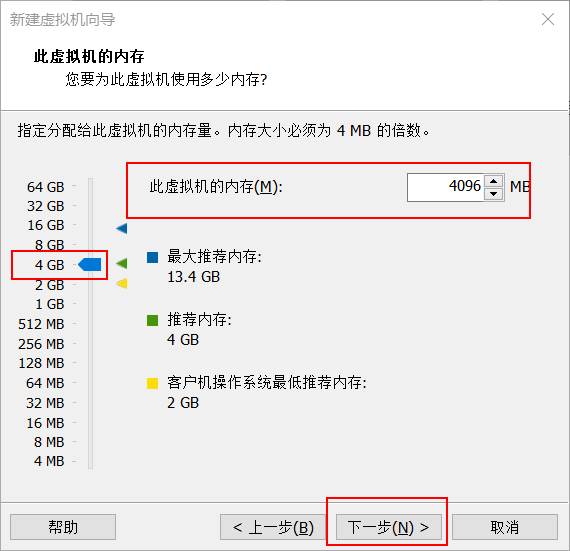 新建虚拟机向导
此虚拟机的内存
您要为此虚拟机使用多少内存?
指定分配给此虚拟机的内存量。内存大小必须为 4 MB 的倍数。
64 GB
32 GB
16 GB
8 GB
4 GB
2 GB
1 GB
512 MB
256 MB
128 MB
64 MB
32 MB
16 MB
8 MB
4 MB
此虚拟机的内存(M): 4096 MB
最大推荐内存:
13.4 GB
推荐内存:
4 GB
客户机操作系统最低推荐内存:
2 GB
帮助 < 上一步(B) 下一步(N) > 取消